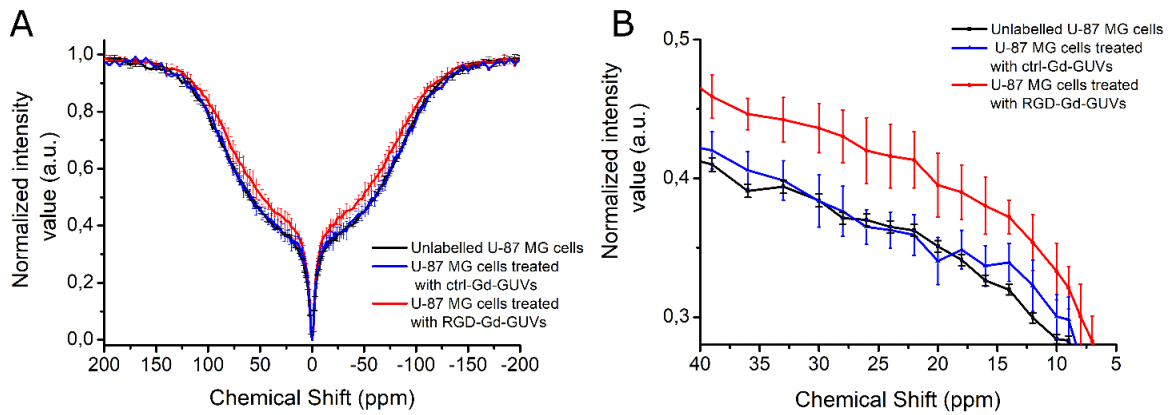 A
Normalized intensity
value (a.u.)
1,0
0,8
0.6
0.4
0.2
0.0
Unlabelled U-87 MG cells
U-87 MG cells treated
with ctrl-Gd-GUVs
U-87 MG cells treated
with RGD-Gd-GUVs
200 150 100 50 0 -50 -100 -150 -200
Chemical Shift (ppm)
B
Normalized intensity
value (a.u.)
0,5
0,4
0,3
Unlabelled U-87 MG cells
U-87 MG cells treated
with ctrl-Gd-GUVs
U-87 MG cells treated
with RGD-Gd-GUVs
40 35 30 25 20 15 10 5
Chemical Shift (ppm)